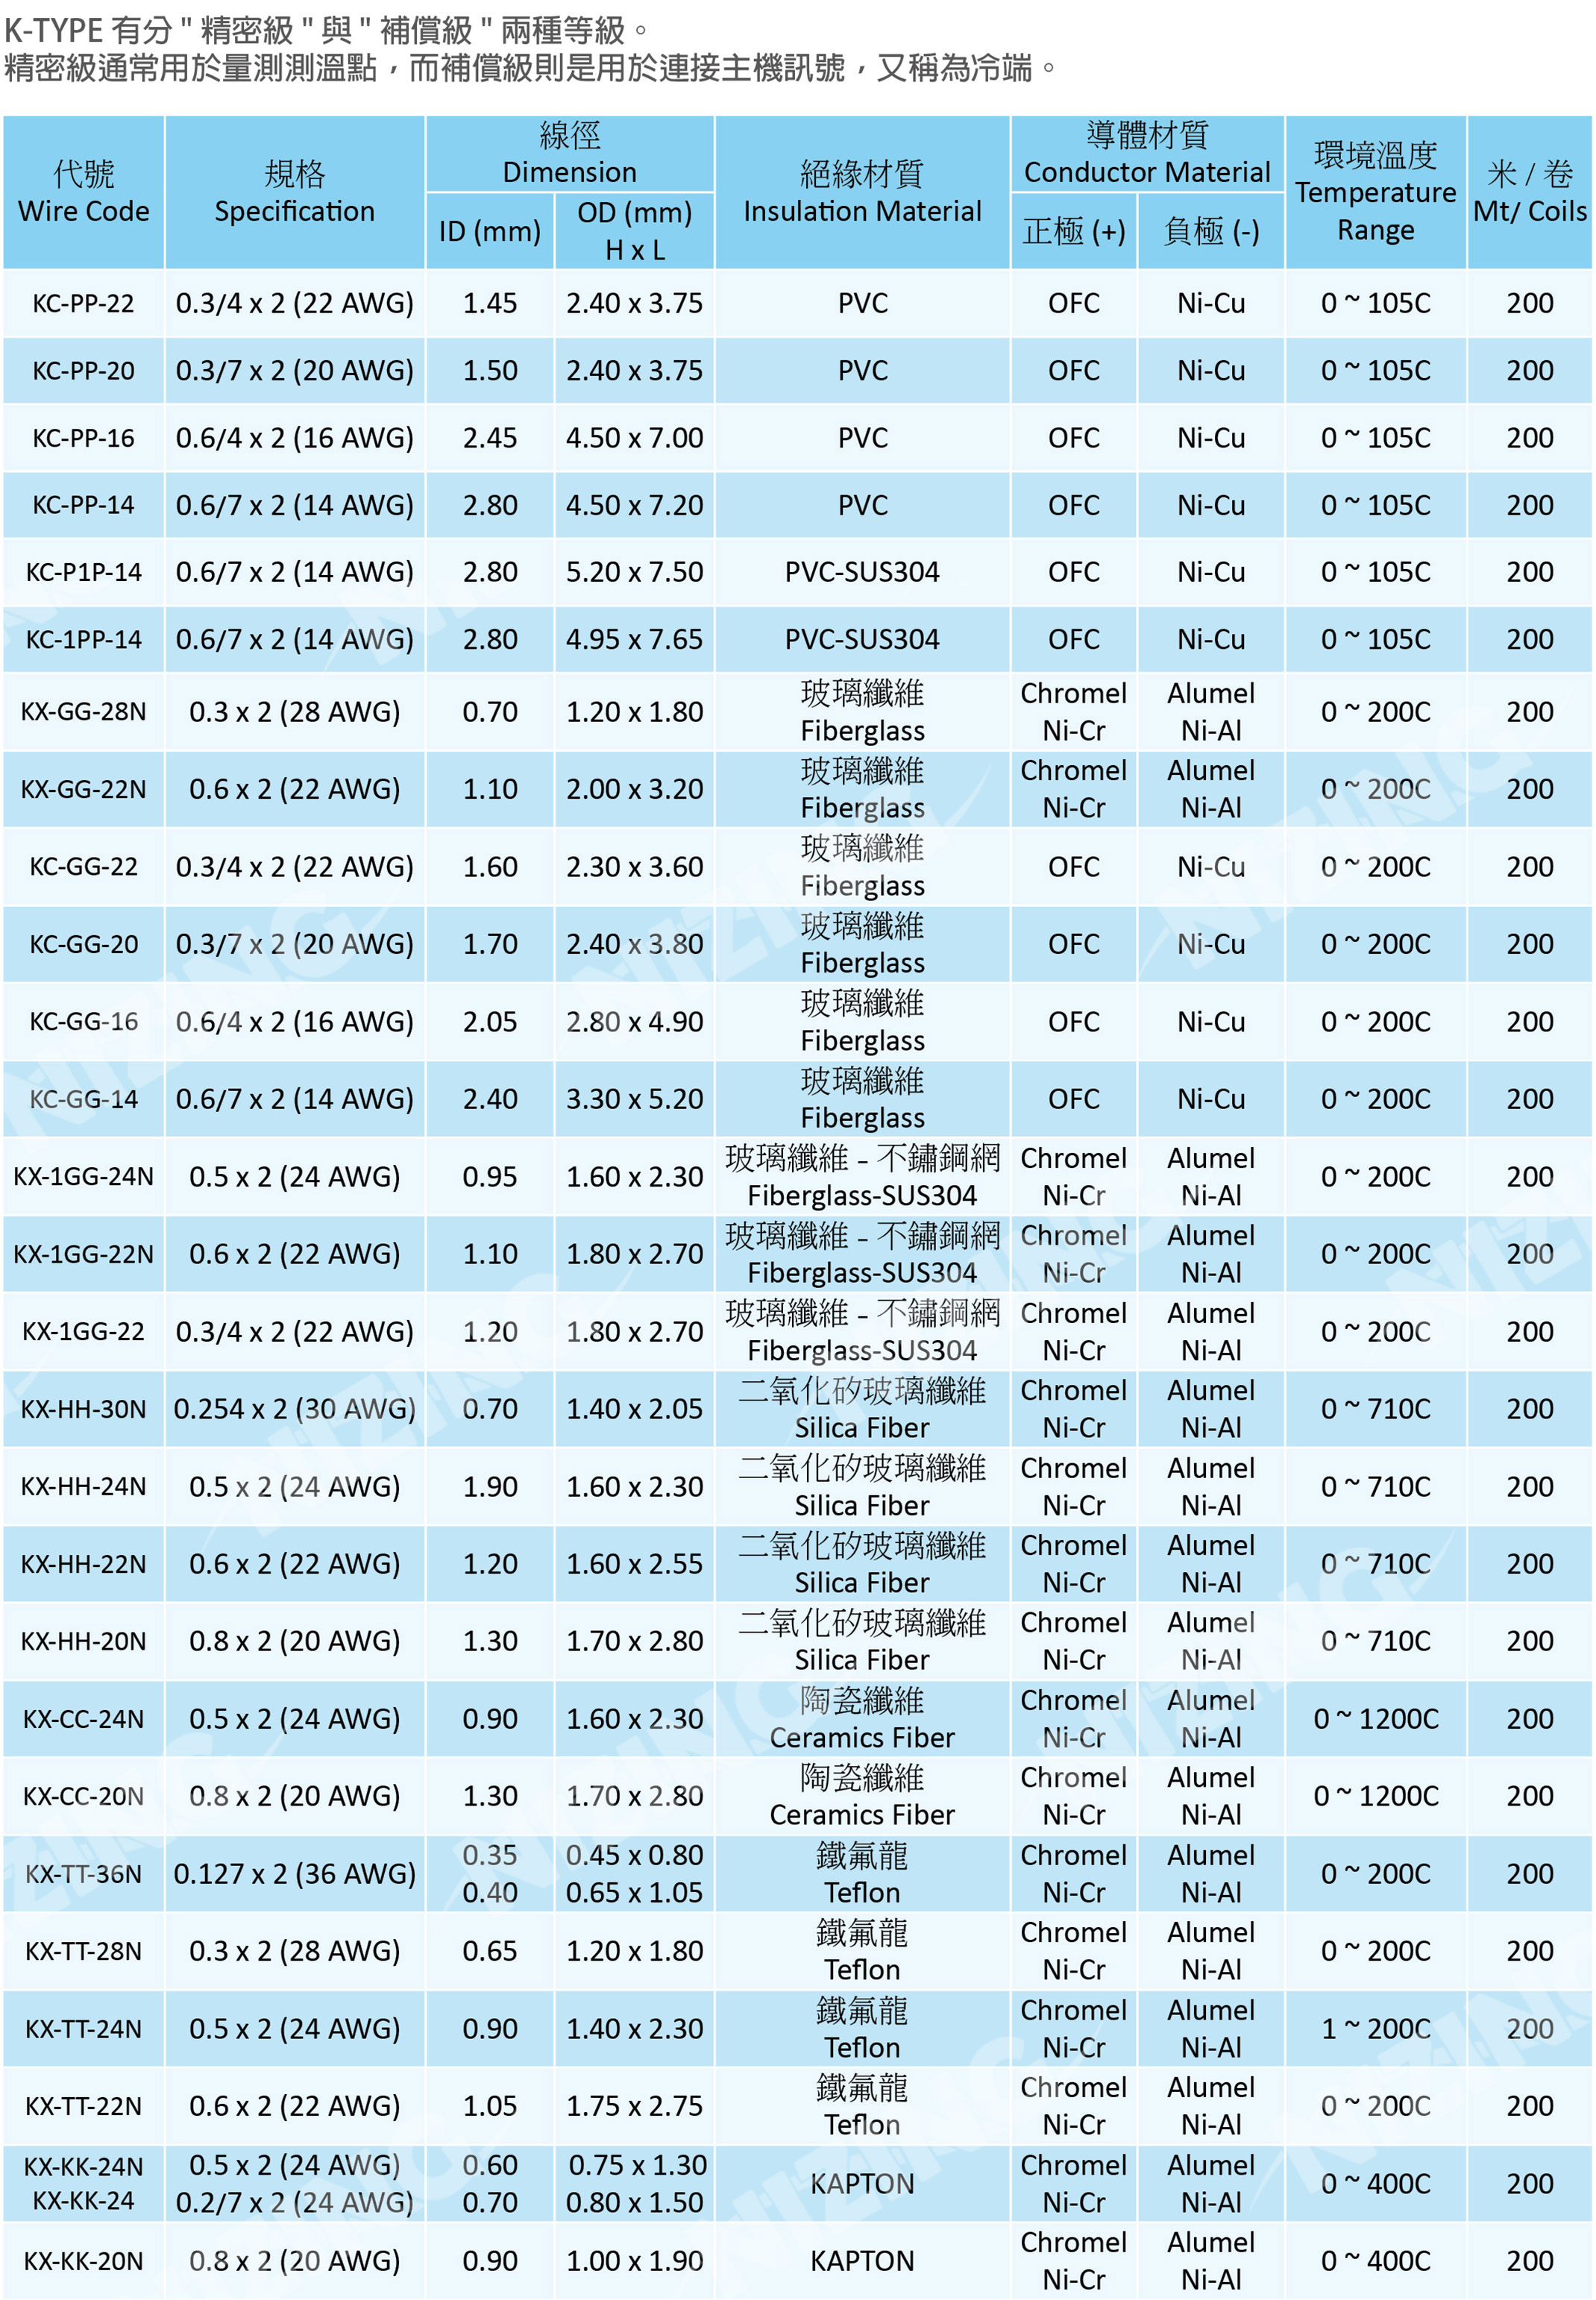 K-TYPE 有分 " 精密級 " 與 " 補償級 " 兩種等級。
精密級通常用於量測測溫點，而補償級則是用於連接主機訊號，又稱為冷端。
代號 Wire Code 規格 Specification 線徑 Dimension ID (mm) OD (mm) H x L 絕緣材質 Insulation Material 導體材質 Conductor Material 正極 (+) 負極 (-) 環境溫度 Temperature Range 米 / 卷 Mt/ Coils
KC-PP-22 0.3/4 x 2 (22 AWG) 1.45 2.40 x 3.75 PVC OFC Ni-Cu 0 ~ 105C 200
KC-PP-20 0.3/7 x 2 (20 AWG) 1.50 2.40 x 3.75 PVC OFC Ni-Cu 0 ~ 105C 200
KC-PP-16 0.6/4 x 2 (16 AWG) 2.45 4.50 x 7.00 PVC OFC Ni-Cu 0 ~ 105C 200
KC-PP-14 0.6/7 x 2 (14 AWG) 2.80 4.50 x 7.20 PVC OFC Ni-Cu 0 ~ 105C 200
KC-P1P-14 0.6/7 x 2 (14 AWG) 2.80 5.20 x 7.50 PVC-SUS304 OFC Ni-Cu 0 ~ 105C 200
KC-1PP-14 0.6/7 x 2 (14 AWG) 2.80 4.95 x 7.65 PVC-SUS304 OFC Ni-Cu 0 ~ 105C 200
KX-GG-28N 0.3 x 2 (28 AWG) 0.70 1.20 x 1.80 玻璃纖維 Fiberglass Chromel Ni-Cr Alumel Ni-Al 0 ~ 200C 200
KX-GG-22N 0.6 x 2 (22 AWG) 1.10 2.00 x 3.20 玻璃纖維 Fiberglass Chromel Ni-Cr Alumel Ni-Al 0 ~ 200C 200
KC-GG-22 0.3/4 x 2 (22 AWG) 1.60 2.30 x 3.60 玻璃纖維 Fiberglass OFC Ni-Cu 0 ~ 200C 200
KC-GG-20 0.3/7 x 2 (20 AWG) 1.70 2.40 x 3.80 玻璃纖維 Fiberglass OFC Ni-Cu 0 ~ 200C 200
KC-GG-16 0.6/4 x 2 (16 AWG) 2.05 2.80 x 4.90 玻璃纖維 Fiberglass OFC Ni-Cu 0 ~ 200C 200
KC-GG-14 0.6/7 x 2 (14 AWG) 2.40 3.30 x 5.20 玻璃纖維 Fiberglass OFC Ni-Cu 0 ~ 200C 200
KX-1GG-24N 0.5 x 2 (24 AWG) 0.95 1.60 x 2.30 玻璃纖維 - 不鏽鋼網 Fiberglass-SUS304 Chromel Ni-Cr Alumel Ni-Al 0 ~ 200C 200
KX-1GG-22N 0.6 x 2 (22 AWG) 1.10 1.80 x 2.70 玻璃纖維 - 不鏽鋼網 Fiberglass-SUS304 Chromel Ni-Cr Alumel Ni-Al 0 ~ 200C 200
KX-1GG-22 0.3/4 x 2 (22 AWG) 1.20 1.80 x 2.70 玻璃纖維 - 不鏽鋼網 Fiberglass-SUS304 Chromel Ni-Cr Alumel Ni-Al 0 ~ 200C 200
KX-HH-30N 0.254 x 2 (30 AWG) 0.70 1.40 x 2.05 二氧化矽玻璃纖維 Silica Fiber Chromel Ni-Cr Alumel Ni-Al 0 ~ 710C 200
KX-HH-24N 0.5 x 2 (24 AWG) 1.90 1.60 x 2.30 二氧化矽玻璃纖維 Silica Fiber Chromel Ni-Cr Alumel Ni-Al 0 ~ 710C 200
KX-HH-22N 0.6 x 2 (22 AWG) 1.20 1.60 x 2.55 二氧化矽玻璃纖維 Silica Fiber Chromel Ni-Cr Alumel Ni-Al 0 ~ 710C 200
KX-HH-20N 0.8 x 2 (20 AWG) 1.30 1.70 x 2.80 二氧化矽玻璃纖維 Silica Fiber Chromel Ni-Cr Alumel Ni-Al 0 ~ 710C 200
KX-CC-24N 0.5 x 2 (24 AWG) 0.90 1.60 x 2.30 陶瓷纖維 Ceramics Fiber Chromel Ni-Cr Alumel Ni-Al 0 ~ 1200C 200
KX-CC-20N 0.8 x 2 (20 AWG) 1.30 1.70 x 2.80 陶瓷纖維 Ceramics Fiber Chromel Ni-Cr Alumel Ni-Al 0 ~ 1200C 200
KX-TT-36N 0.127 x 2 (36 AWG) 0.35 0.40 0.45 x 0.80 0.65 x 1.05 鐵氟龍 Teflon Chromel Ni-Cr Alumel Ni-Al 0 ~ 200C 200
KX-TT-28N 0.3 x 2 (28 AWG) 0.65 1.20 x 1.80 鐵氟龍 Teflon Chromel Ni-Cr Alumel Ni-Al 0 ~ 200C 200
KX-TT-24N 0.5 x 2 (24 AWG) 0.90 1.40 x 2.30 鐵氟龍 Teflon Chromel Ni-Cr Alumel Ni-Al 1 ~ 200C 200
KX-TT-22N 0.6 x 2 (22 AWG) 1.05 1.75 x 2.75 鐵氟龍 Teflon Chromel Ni-Cr Alumel Ni-Al 0 ~ 200C 200
KX-KK-24N KX-KK-24 0.5 x 2 (24 AWG) 0.2/7 x 2 (24 AWG) 0.60 0.70 0.75 x 1.30 0.80 x 1.50 KAPTON Chromel Ni-Cr Alumel Ni-Al 0 ~ 400C 200
KX-KK-20N 0.8 x 2 (20 AWG) 0.90 1.00 x 1.90 KAPTON Chromel Ni-Cr Alumel Ni-Al 0 ~ 400C 200